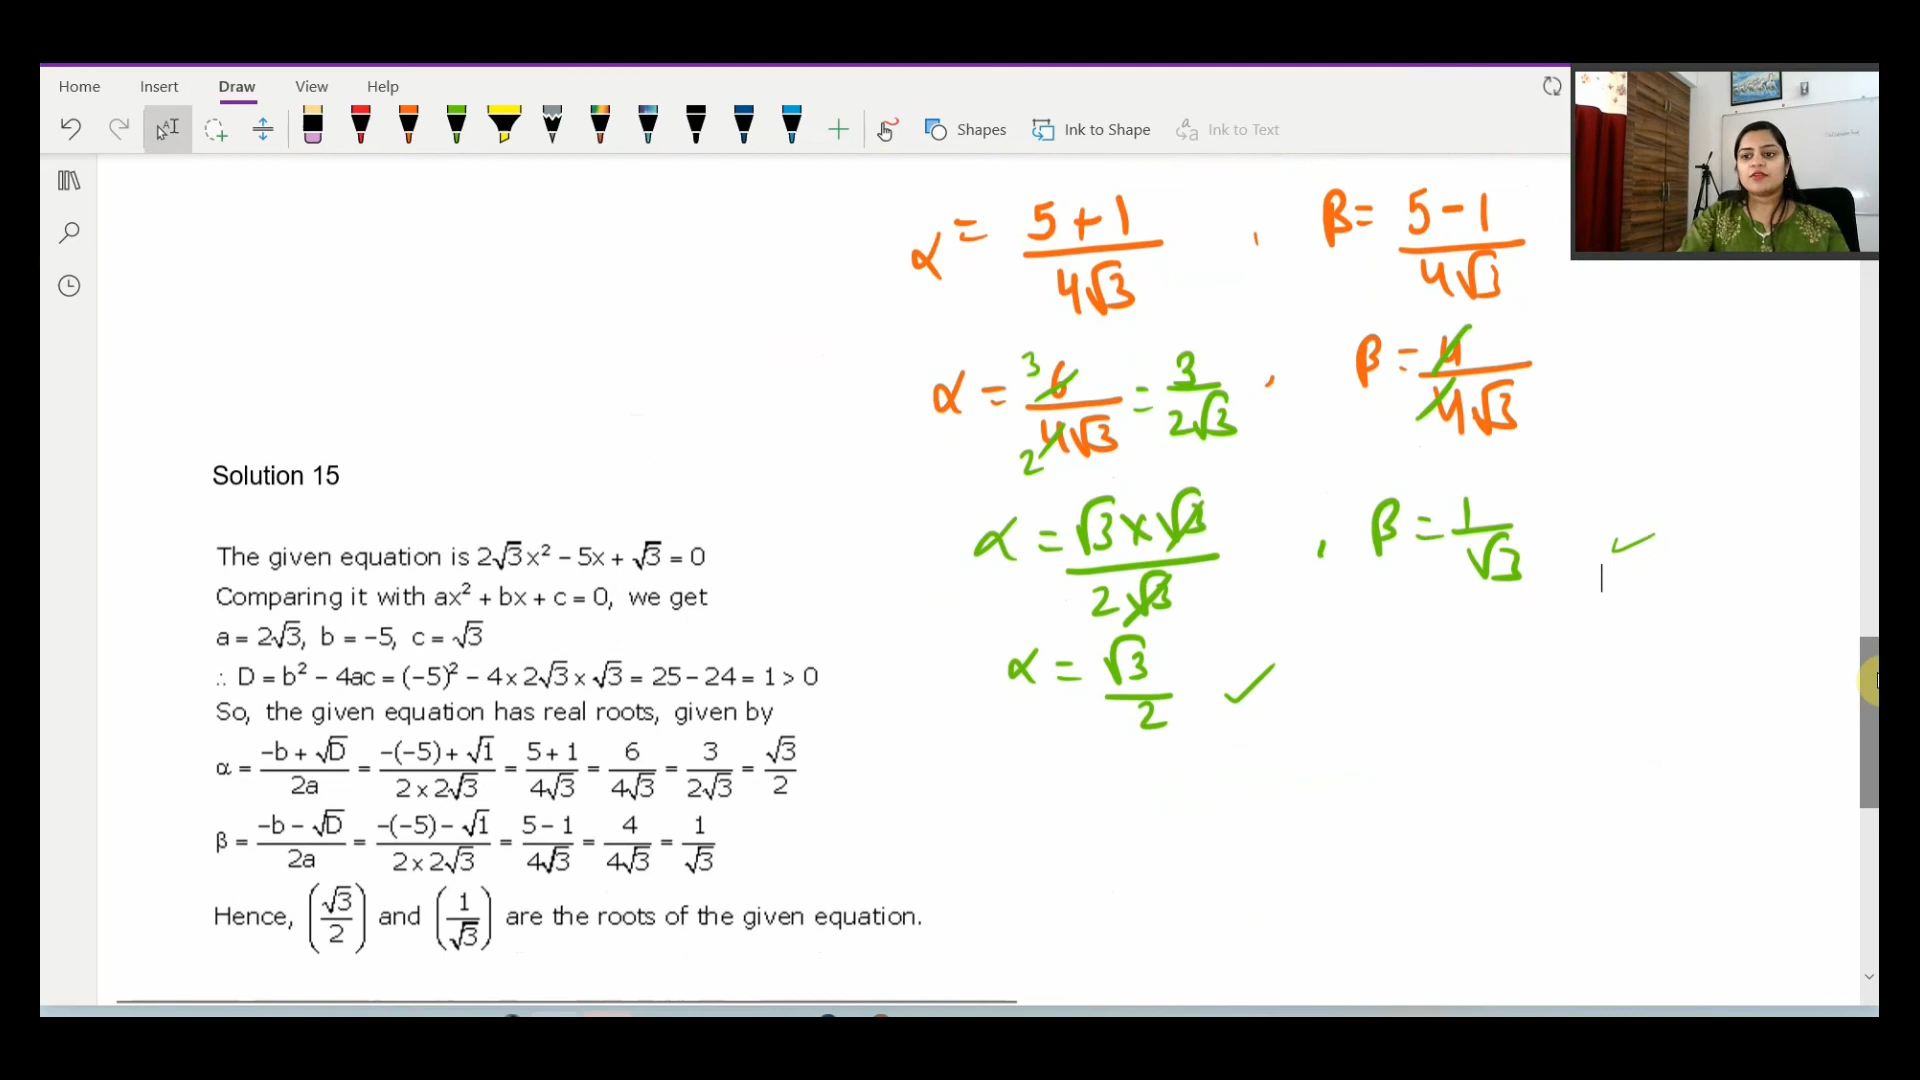 Home Insert Draw View Help
Shapes Ink to Shape Ink to Text
α = 5+1 / 4√3 , β = 5-1 / 4√3
α = 6 3 / 4√3 2 = 3 / 2√3 , β = 4 / 4√3
α = √3 × √3 / 2√3 , β = 1 / √3 ✓
α = √3 / 2 ✓
Solution 15
The given equation is 2√3x² – 5x + √3 = 0
Comparing it with ax² + bx + c = 0, we get
a = 2√3, b = –5, c = √3
∴ D = b² – 4ac = (–5)² – 4 × 2√3 × √3 = 25 – 24 = 1 > 0
So, the given equation has real roots, given by
α = –b + √D / 2a = –(–5) + √1 / 2 × 2√3 = 5 + 1 / 4√3 = 6 / 4√3 = 3 / 2√3 = √3 / 2
β = –b – √D / 2a = –(–5) – √1 / 2 × 2√3 = 5 – 1 / 4√3 = 4 / 4√3 = 1 / √3
Hence, (√3 / 2) and (1 / √3) are the roots of the given equation.